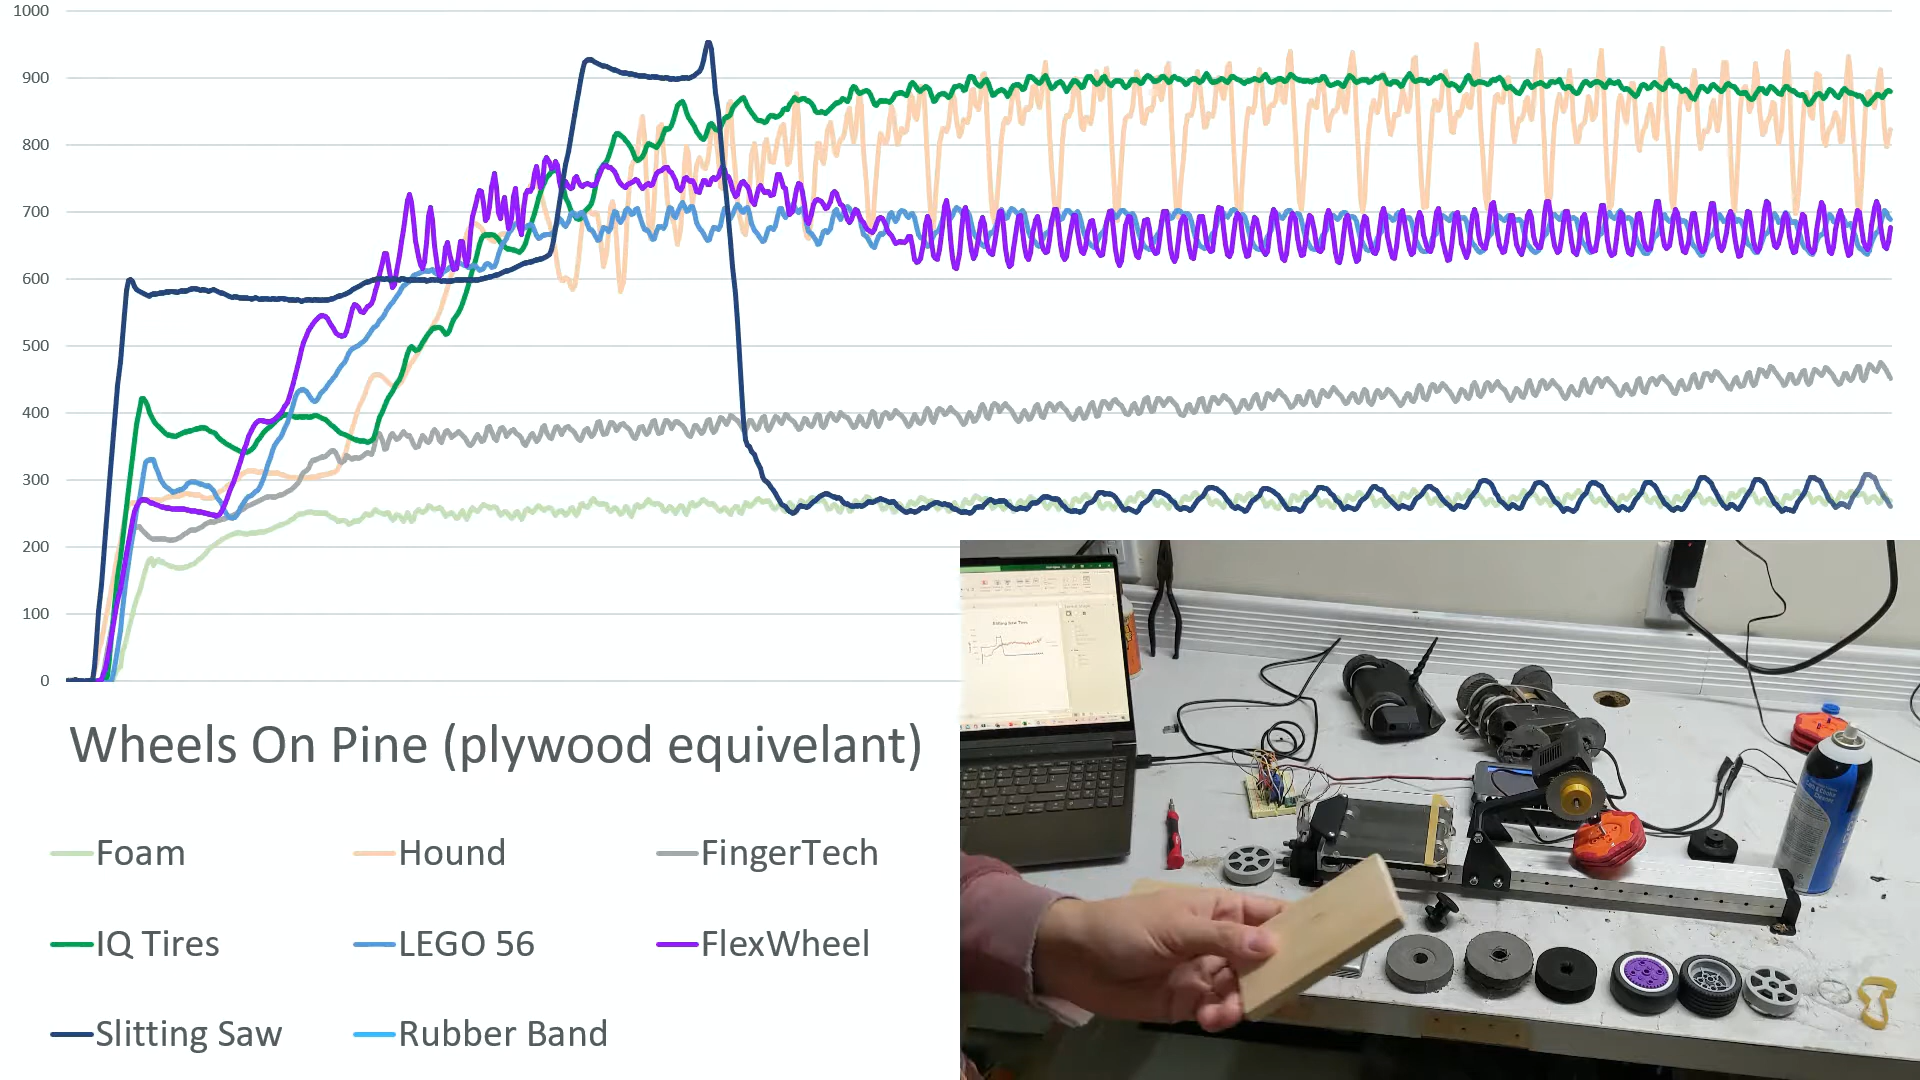 1000
900
800
700
600
500
400
300
200
100
0
Wheels On Pine (plywood equivelant)
Foam Hound FingerTech
IQ Tires LEGO 56 FlexWheel
Slitting Saw Rubber Band